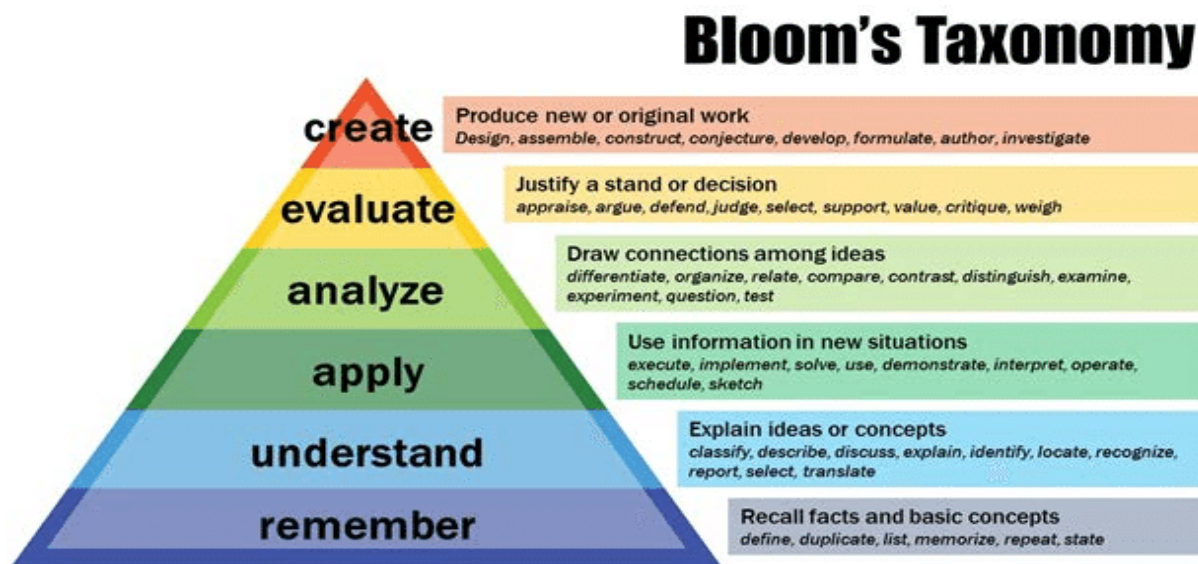 Bloom's Taxonomy
create
Produce new or original work
Design, assemble, construct, conjecture, develop, formulate, author, investigate
evaluate
Justify a stand or decision
appraise, argue, defend, judge, select, support, value, critique, weigh
analyze
Draw connections among ideas
differentiate, organize, relate, compare, contrast, distinguish, examine,
experiment, question, test
apply
Use information in new situations
execute, implement, solve, use, demonstrate, interpret, operate,
schedule, sketch
understand
Explain ideas or concepts
classify, describe, discuss, explain, identify, locate, recognize,
report, select, translate
remember
Recall facts and basic concepts
define, duplicate, list, memorize, repeat, state